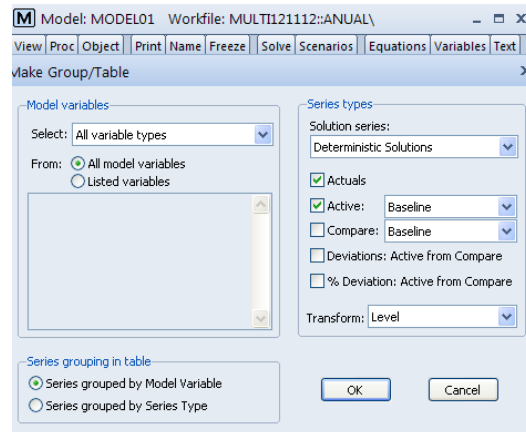 M Model: MODEL01 Workfile: MULTI121112::ANUAL\
View Proc Object Print Name Freeze Solve Scenarios Equations Variables Text
Make Group/Table
Model variables
Select: All variable types
From: All model variables
Listed variables
Series types
Solution series:
Deterministic Solutions
Actuals
Active: Baseline
Compare: Baseline
Deviations: Active from Compare
% Deviation: Active from Compare
Transform: Level
Series grouping in table
Series grouped by Model Variable
Series grouped by Series Type
OK Cancel